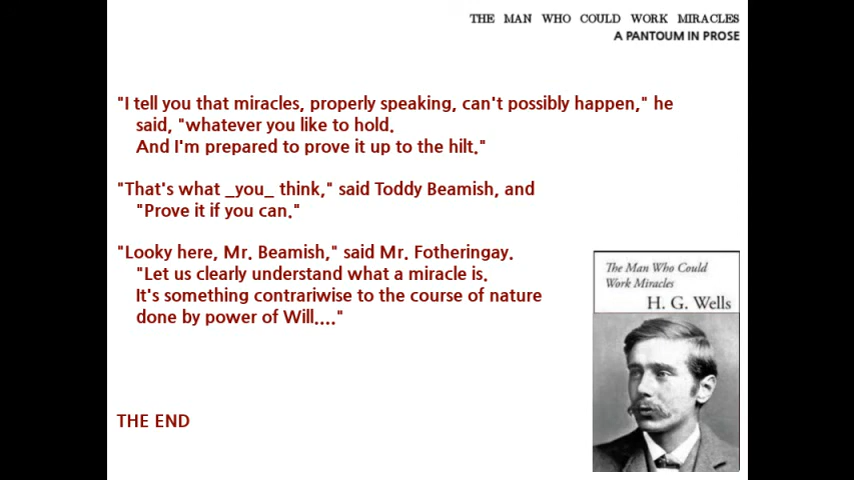 THE MAN WHO COULD WORK MIRACLES
A PANTOUM IN PROSE
"I tell you that miracles, properly speaking, can't possibly happen," he
said, "whatever you like to hold.
And I'm prepared to prove it up to the hilt."
"That's what _you_ think," said Toddy Beamish, and
"Prove it if you can."
"Looky here, Mr. Beamish," said Mr. Fotheringay.
"Let us clearly understand what a miracle is.
It's something contrariwise to the course of nature
done by power of Will...."
The Man Who Could
Work Miracles
H. G. Wells
THE END